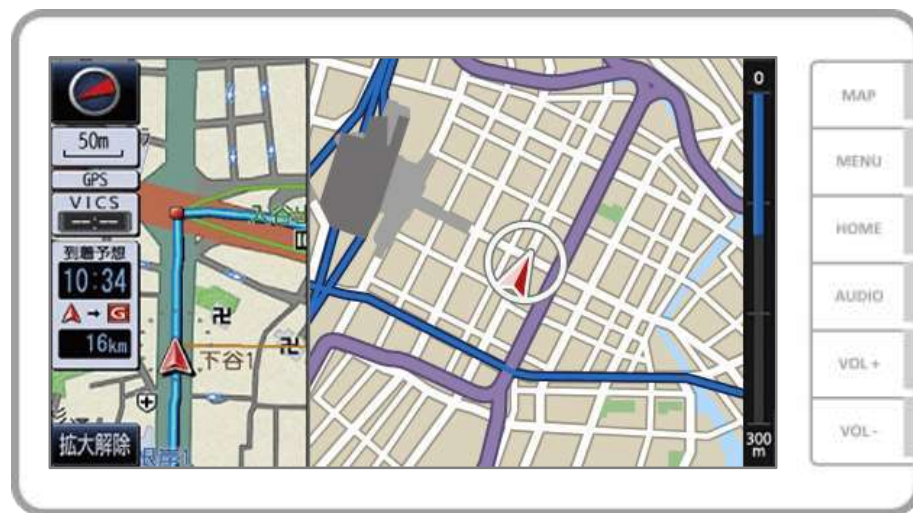 50m
GPS
VICS
--:--
到着予想
10:34
G
16km
拡大解除
下谷1
0
300
m
MAP
MENU
HOME
AUDIO
VOL +
VOL-